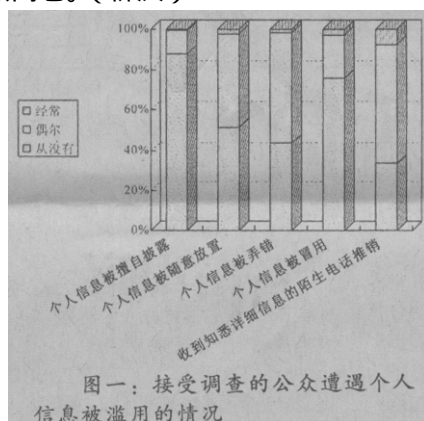 100%
80%
60%
40%
20%
0%
经常
偶尔
从没有
个人信息被擅自披露
个人信息被随意放置
个人信息被弄错
个人信息被冒用
收到知悉详细信息的陌生电话推销
图一：接受调查的公众遭遇个人
信息被滥用的情况